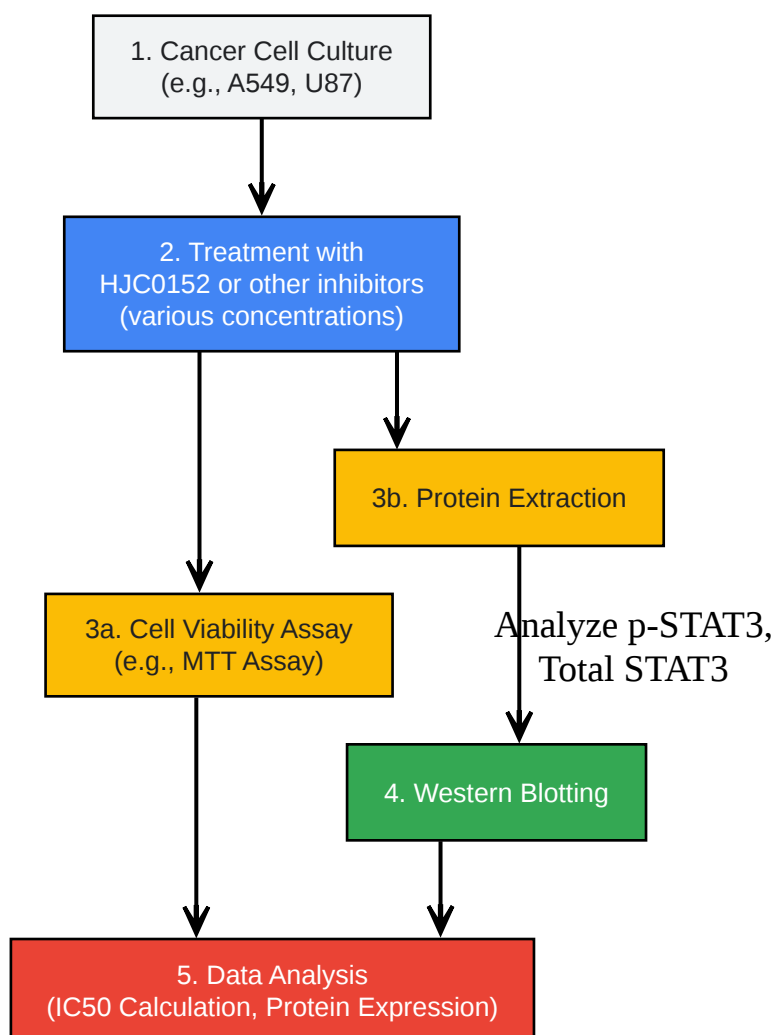 1. Cancer Cell Culture
(e.g., A549, U87)
2. Treatment with
HJC0152 or other inhibitors
(various concentrations)
3b. Protein Extraction
3a. Cell Viability Assay
(e.g., MTT Assay)
Analyze p-STAT3,
Total STAT3
4. Western Blotting
5. Data Analysis
(IC50 Calculation, Protein Expression)